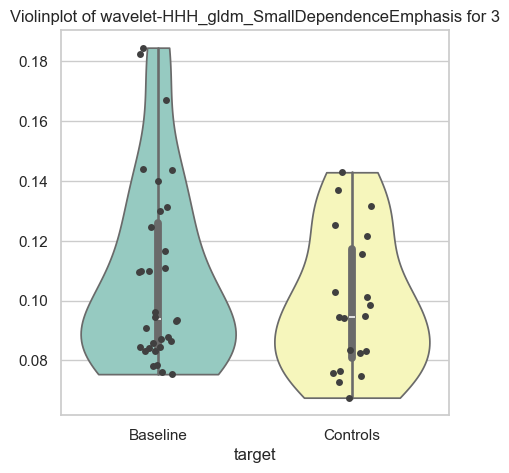 Violinplot of wavelet-HHH_gldm_SmallDependenceEmphasis for 3
0.18
0.16
0.14
0.12
0.10
0.08
Baseline
Controls
target